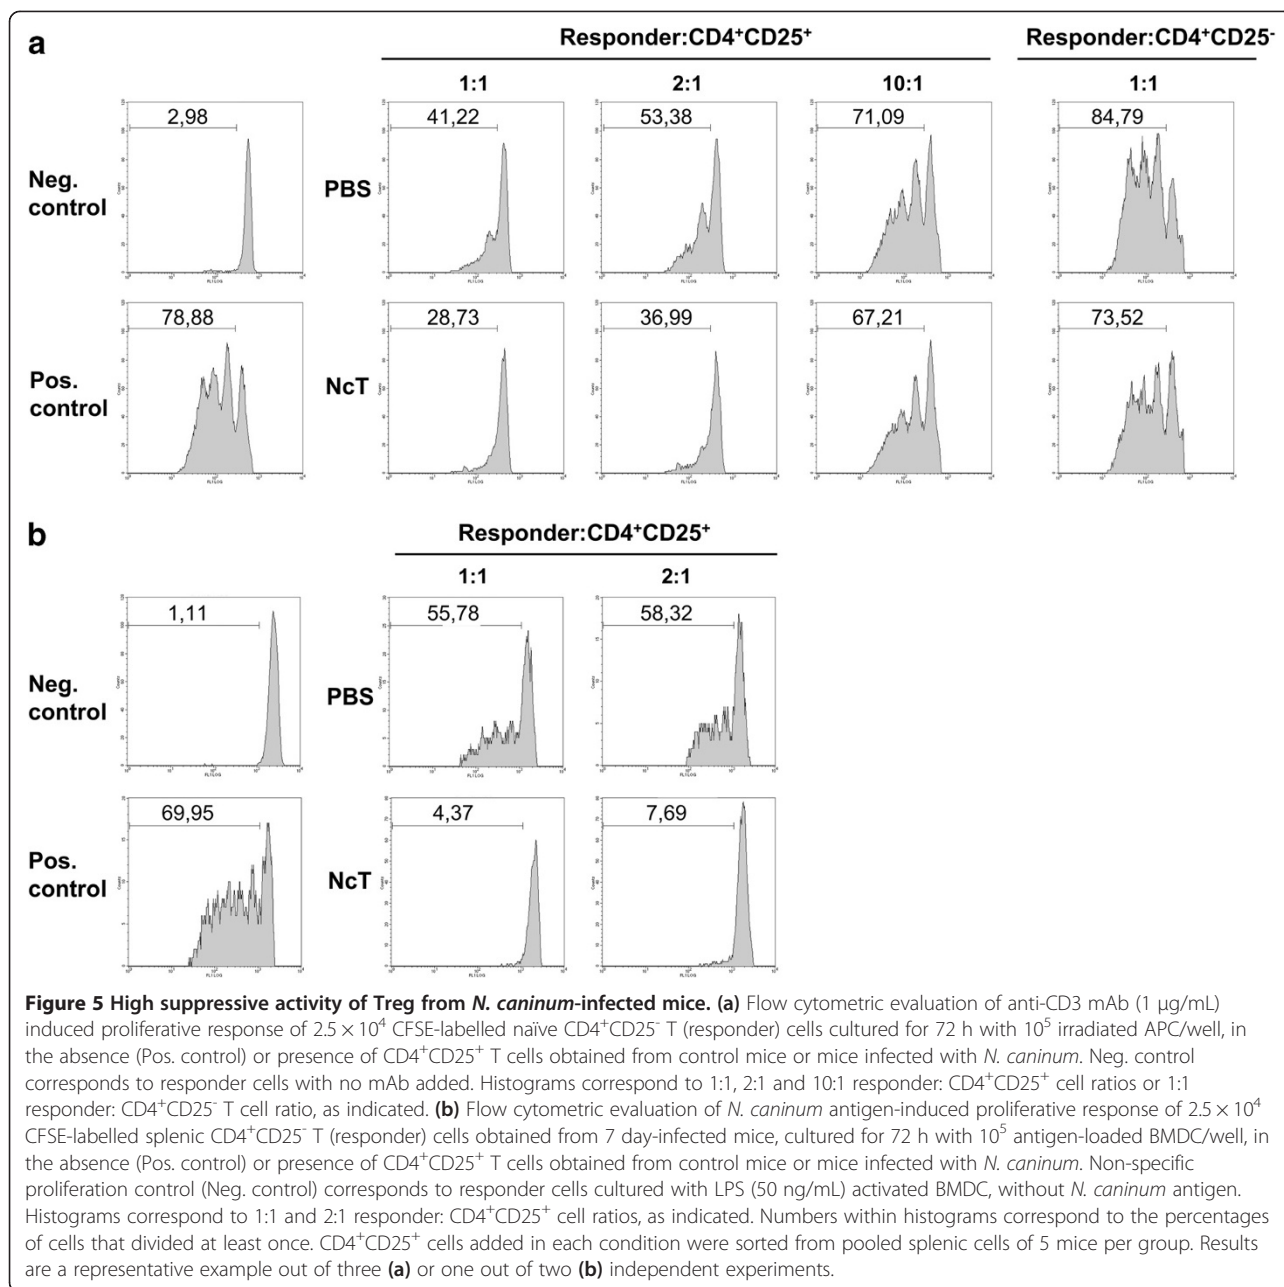 a
Responder:CD4⁺CD25⁺
Responder:CD4⁺CD25⁻
1:1
2:1
10:1
1:1
Neg.
control
2,98
PBS
41,22
53,38
71,09
84,79
Pos.
control
78,88
NcT
28,73
36,99
67,21
73,52
b
Responder:CD4⁺CD25⁺
1:1
2:1
Neg.
control
1,11
PBS
55,78
58,32
Pos.
control
69,95
NcT
4,37
7,69
Figure 5 High suppressive activity of Treg from N. caninum-infected mice. (a) Flow cytometric evaluation of anti-CD3 mAb (1 μg/mL)
induced proliferative response of 2.5 × 10⁴ CFSE-labelled naïve CD4⁺CD25⁻ T (responder) cells cultured for 72 h with 10⁵ irradiated APC/well, in
the absence (Pos. control) or presence of CD4⁺CD25⁺ T cells obtained from control mice or mice infected with N. caninum. Neg. control
corresponds to responder cells with no mAb added. Histograms correspond to 1:1, 2:1 and 10:1 responder: CD4⁺CD25⁺ cell ratios or 1:1
responder: CD4⁺CD25⁻ T cell ratio, as indicated. (b) Flow cytometric evaluation of N. caninum antigen-induced proliferative response of 2.5 × 10⁴
CFSE-labelled splenic CD4⁺CD25⁻ T (responder) cells obtained from 7 day-infected mice, cultured for 72 h with 10⁵ antigen-loaded BMDC/well, in
the absence (Pos. control) or presence of CD4⁺CD25⁺ T cells obtained from control mice or mice infected with N. caninum. Non-specific
proliferation control (Neg. control) corresponds to responder cells cultured with LPS (50 ng/mL) activated BMDC, without N. caninum antigen.
Histograms correspond to 1:1 and 2:1 responder: CD4⁺CD25⁺ cell ratios, as indicated. Numbers within histograms correspond to the percentages
of cells that divided at least once. CD4⁺CD25⁺ cells added in each condition were sorted from pooled splenic cells of 5 mice per group. Results
are a representative example out of three (a) or one out of two (b) independent experiments.